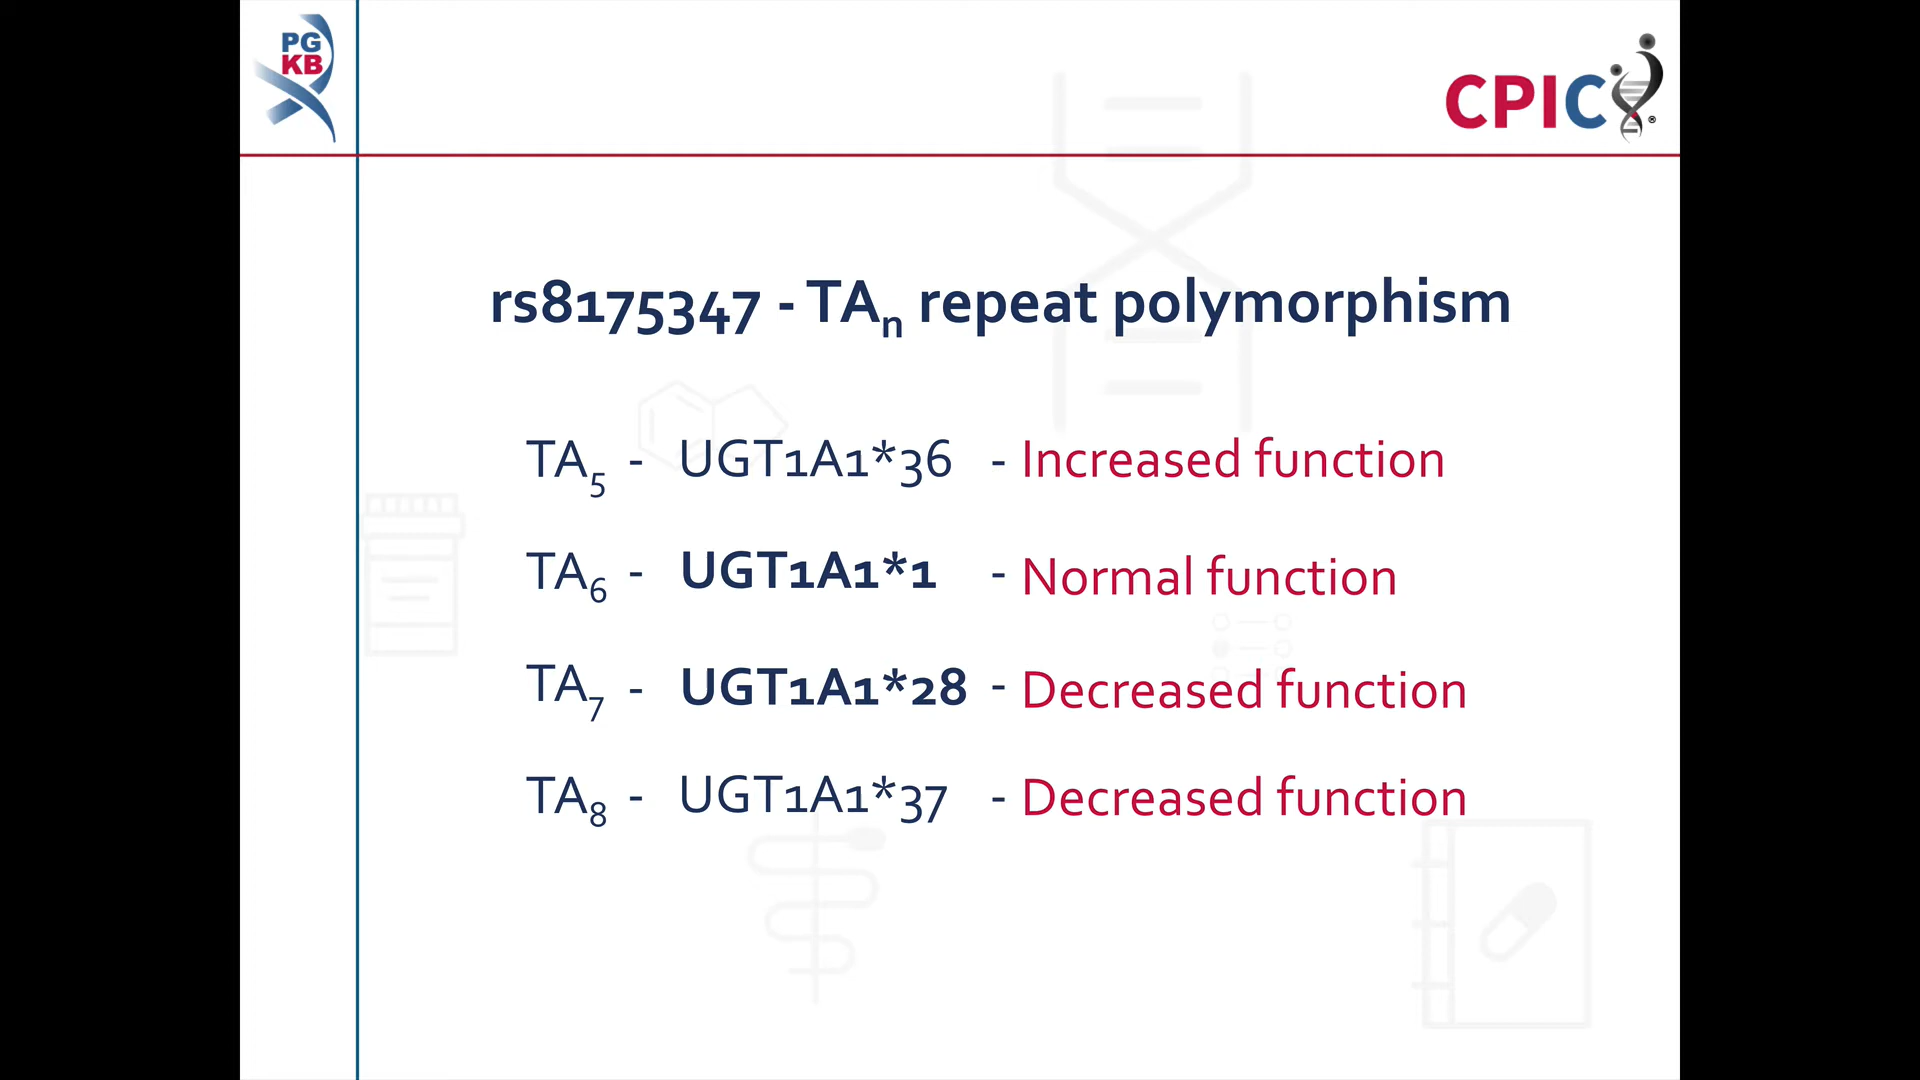 PG
KB
CPIC®
rs8175347 - TAₙ repeat polymorphism
TA₅ - UGT1A1*36 - Increased function
TA₆ - UGT1A1*1 - Normal function
TA₇ - UGT1A1*28 - Decreased function
TA₈ - UGT1A1*37 - Decreased function